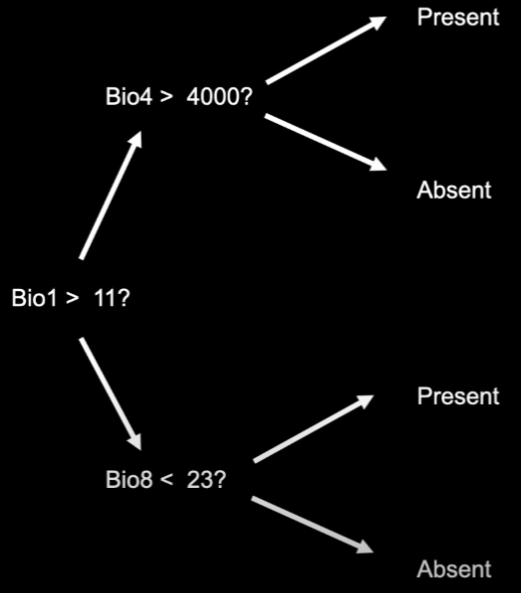 Present
Bio4 > 4000?
Absent
Bio1 > 11?
Present
Bio8 < 23?
Absent